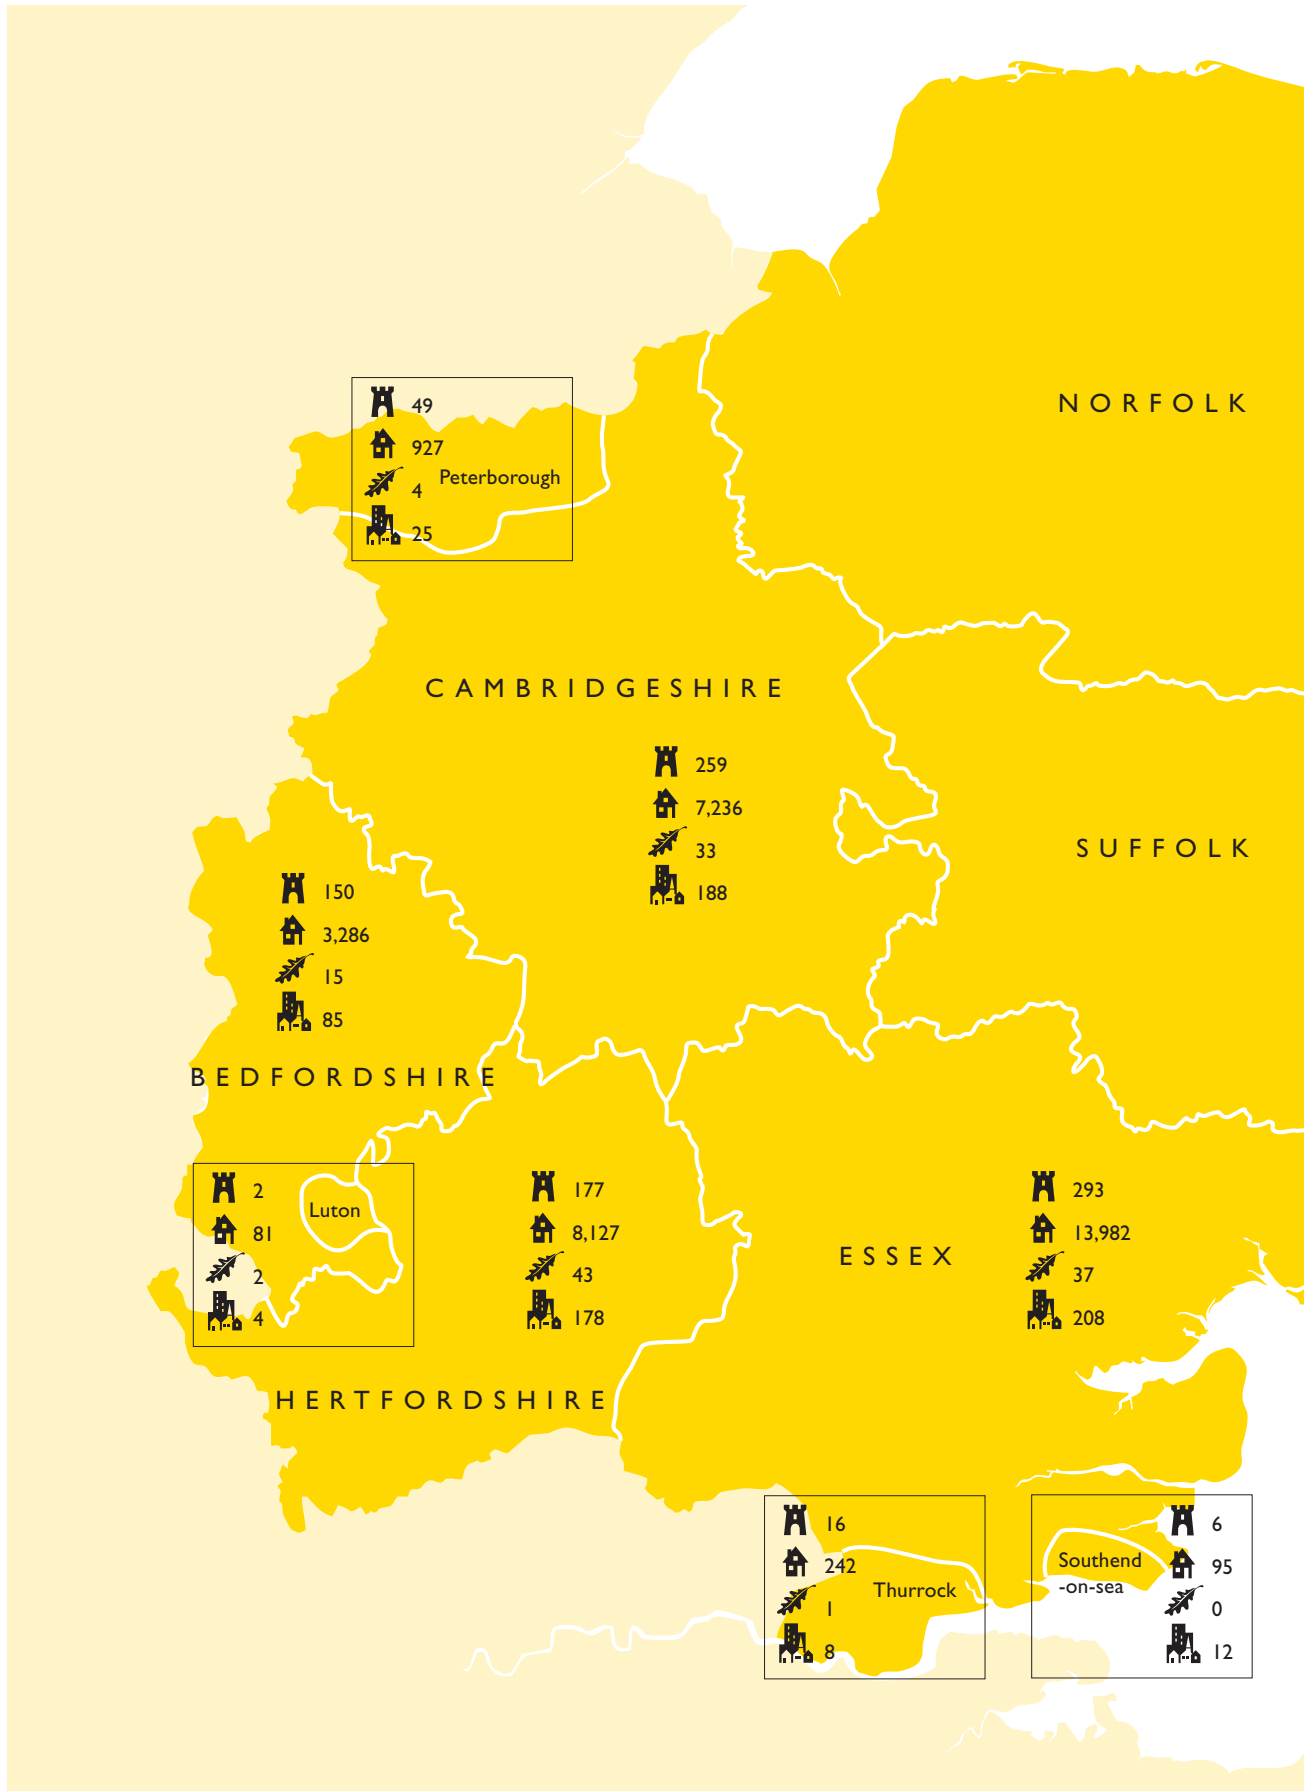 NORFOLK
49
927
4
Peterborough
25
CAMBRIDGESHIRE
259
7,236
33
188
SUFFOLK
150
3,286
15
85
BEDFORDSHIRE
2
Luton
81
2
4
177
8,127
43
178
293
13,982
37
208
ESSEX
HERTFORDSHIRE
16
242
Thurrock
1
8
6
Southend
-on-sea
95
0
12